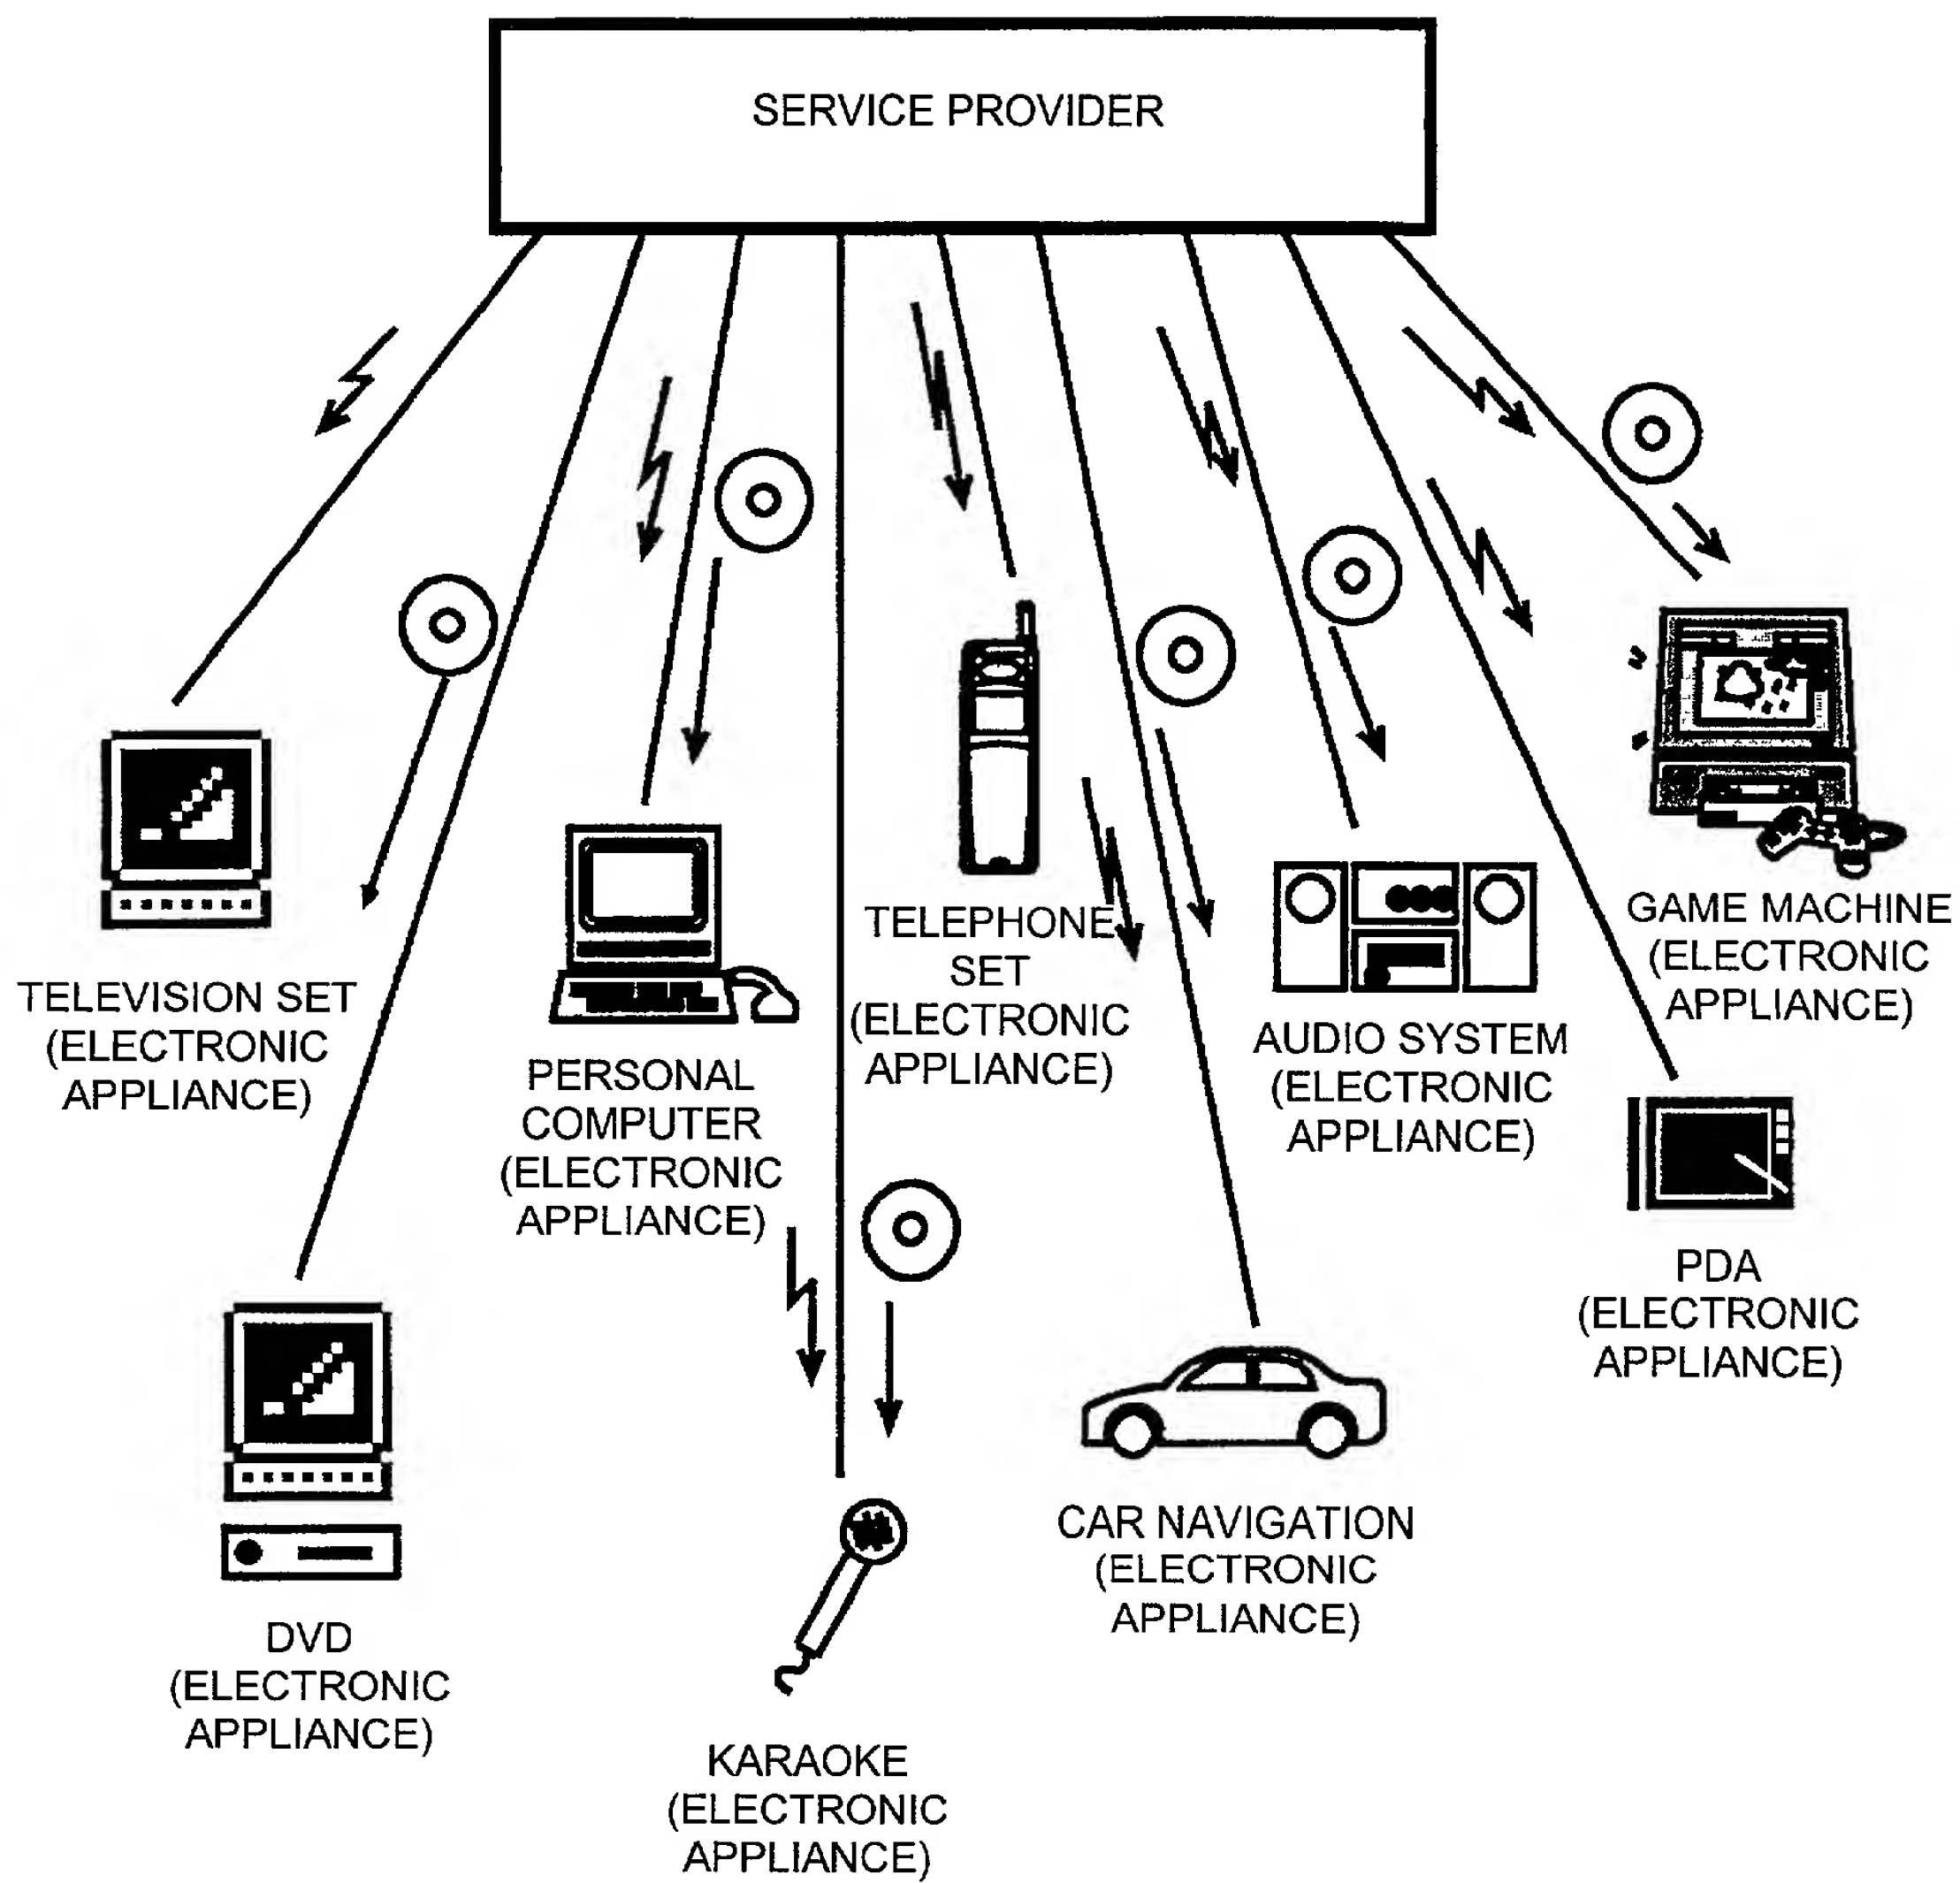 SERVICE PROVIDER
TELEVISION SET
(ELECTRONIC
APPLIANCE)
DVD
(ELECTRONIC
APPLIANCE)
PERSONAL
COMPUTER
(ELECTRONIC
APPLIANCE)
KARAOKE
(ELECTRONIC
APPLIANCE)
TELEPHONE
SET
(ELECTRONIC
APPLIANCE)
CAR NAVIGATION
(ELECTRONIC
APPLIANCE)
AUDIO SYSTEM
(ELECTRONIC
APPLIANCE)
GAME MACHINE
(ELECTRONIC
APPLIANCE)
PDA
(ELECTRONIC
APPLIANCE)